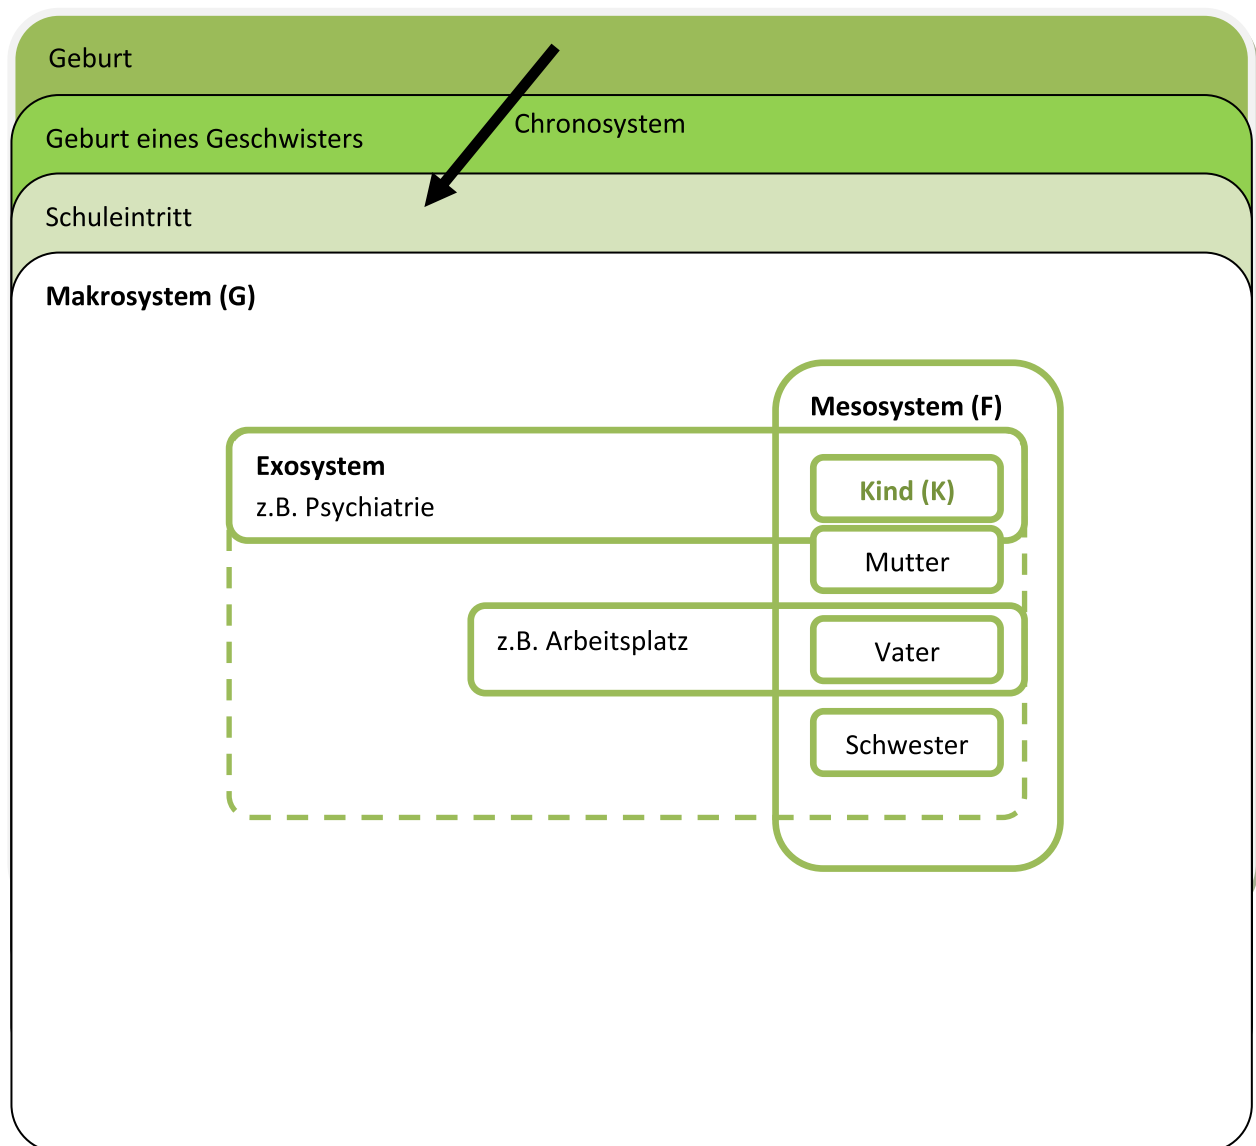 Geburt
Chronosystem
Geburt eines Geschwisters
Schuleintritt
Makrosystem (G)
Mesosystem (F)
Exosystem
z.B. Psychiatrie
Kind (K)
Mutter
z.B. Arbeitsplatz
Vater
Schwester